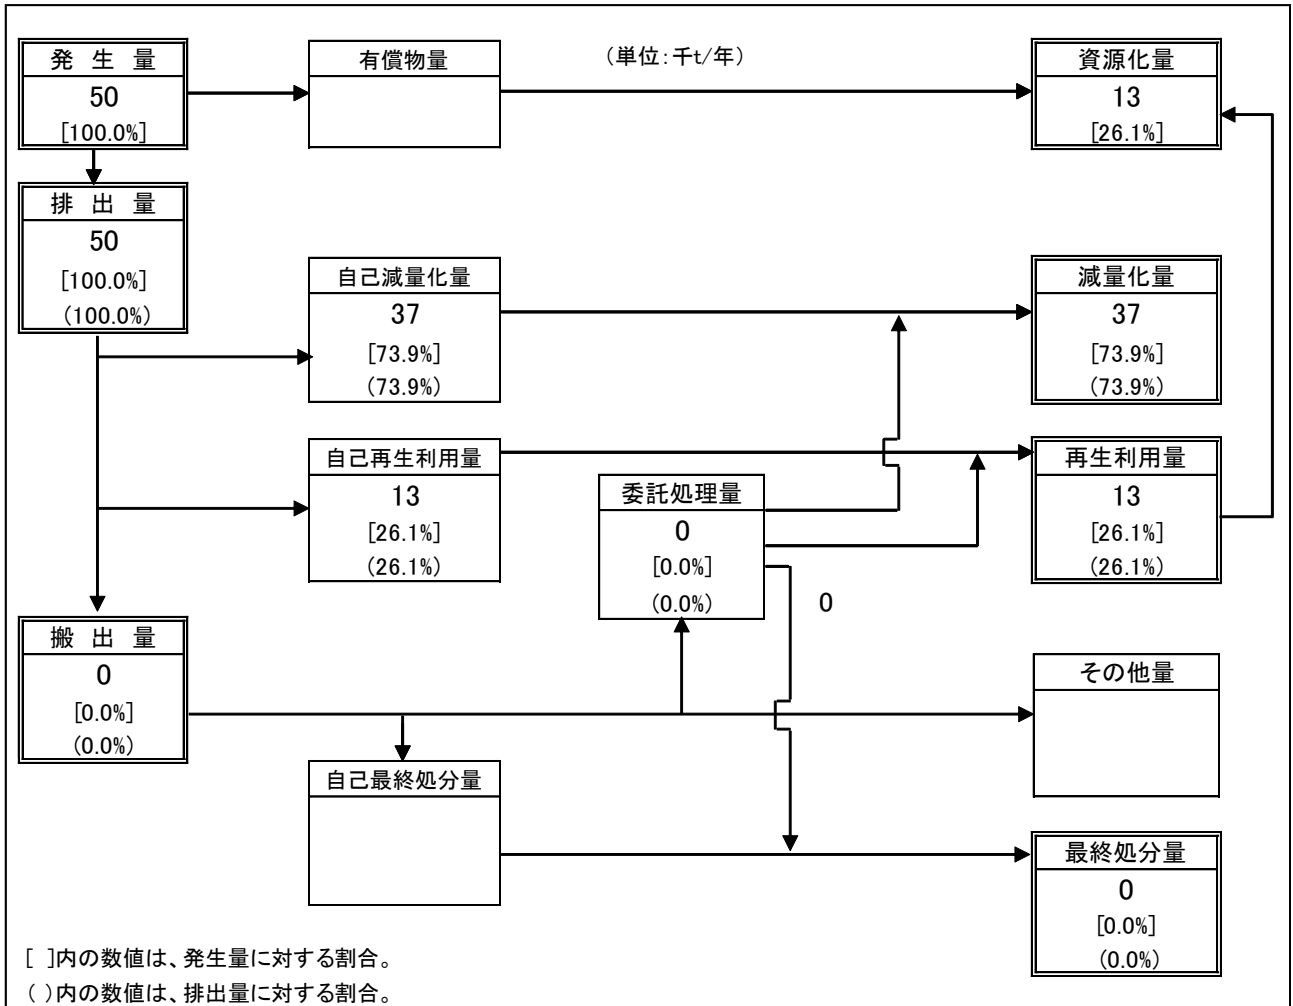 発 生 量
50
[100.0%]
有償物量
（単位：千t/年）
資源化量
13
[26.1%]
排 出 量
50
[100.0%]
(100.0%)
自己減量化量
37
[73.9%]
(73.9%)
減量化量
37
[73.9%]
(73.9%)
自己再生利用量
13
[26.1%]
(26.1%)
委託処理量
0
[0.0%]
(0.0%)
0
再生利用量
13
[26.1%]
(26.1%)
搬 出 量
0
[0.0%]
(0.0%)
その他量
自己最終処分量
最終処分量
0
[0.0%]
(0.0%)
[ ]内の数値は、発生量に対する割合。
( )内の数値は、排出量に対する割合。